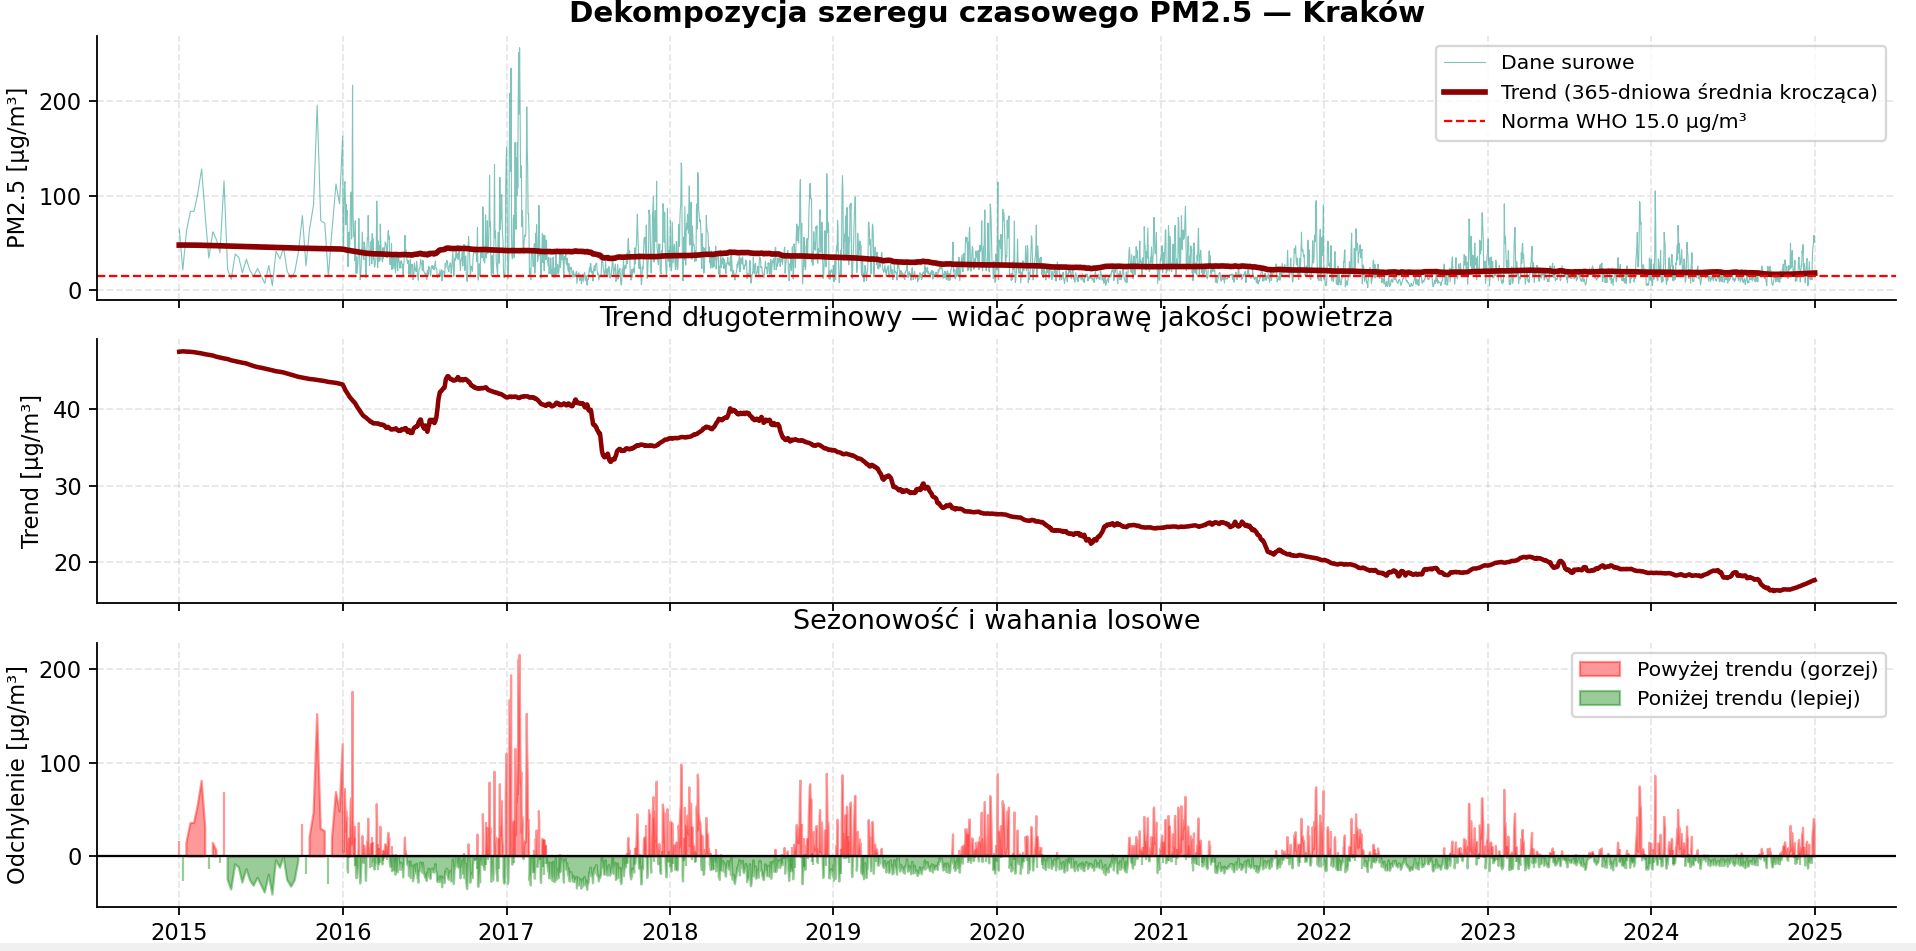 Dekompozycja szeregu czasowego PM2.5 — Kraków
PM2.5 [µg/m³]
200
100
0
Dane surowe
Trend (365-dniowa średnia krocząca)
Norma WHO 15.0 µg/m³
Trend długoterminowy — widać poprawę jakości powietrza
Trend [µg/m³]
40
30
20
Sezonowość i wahania losowe
Odchylenie [µg/m³]
200
100
0
Powyżej trendu (gorzej)
Poniżej trendu (lepiej)
2015 2016 2017 2018 2019 2020 2021 2022 2023 2024 2025